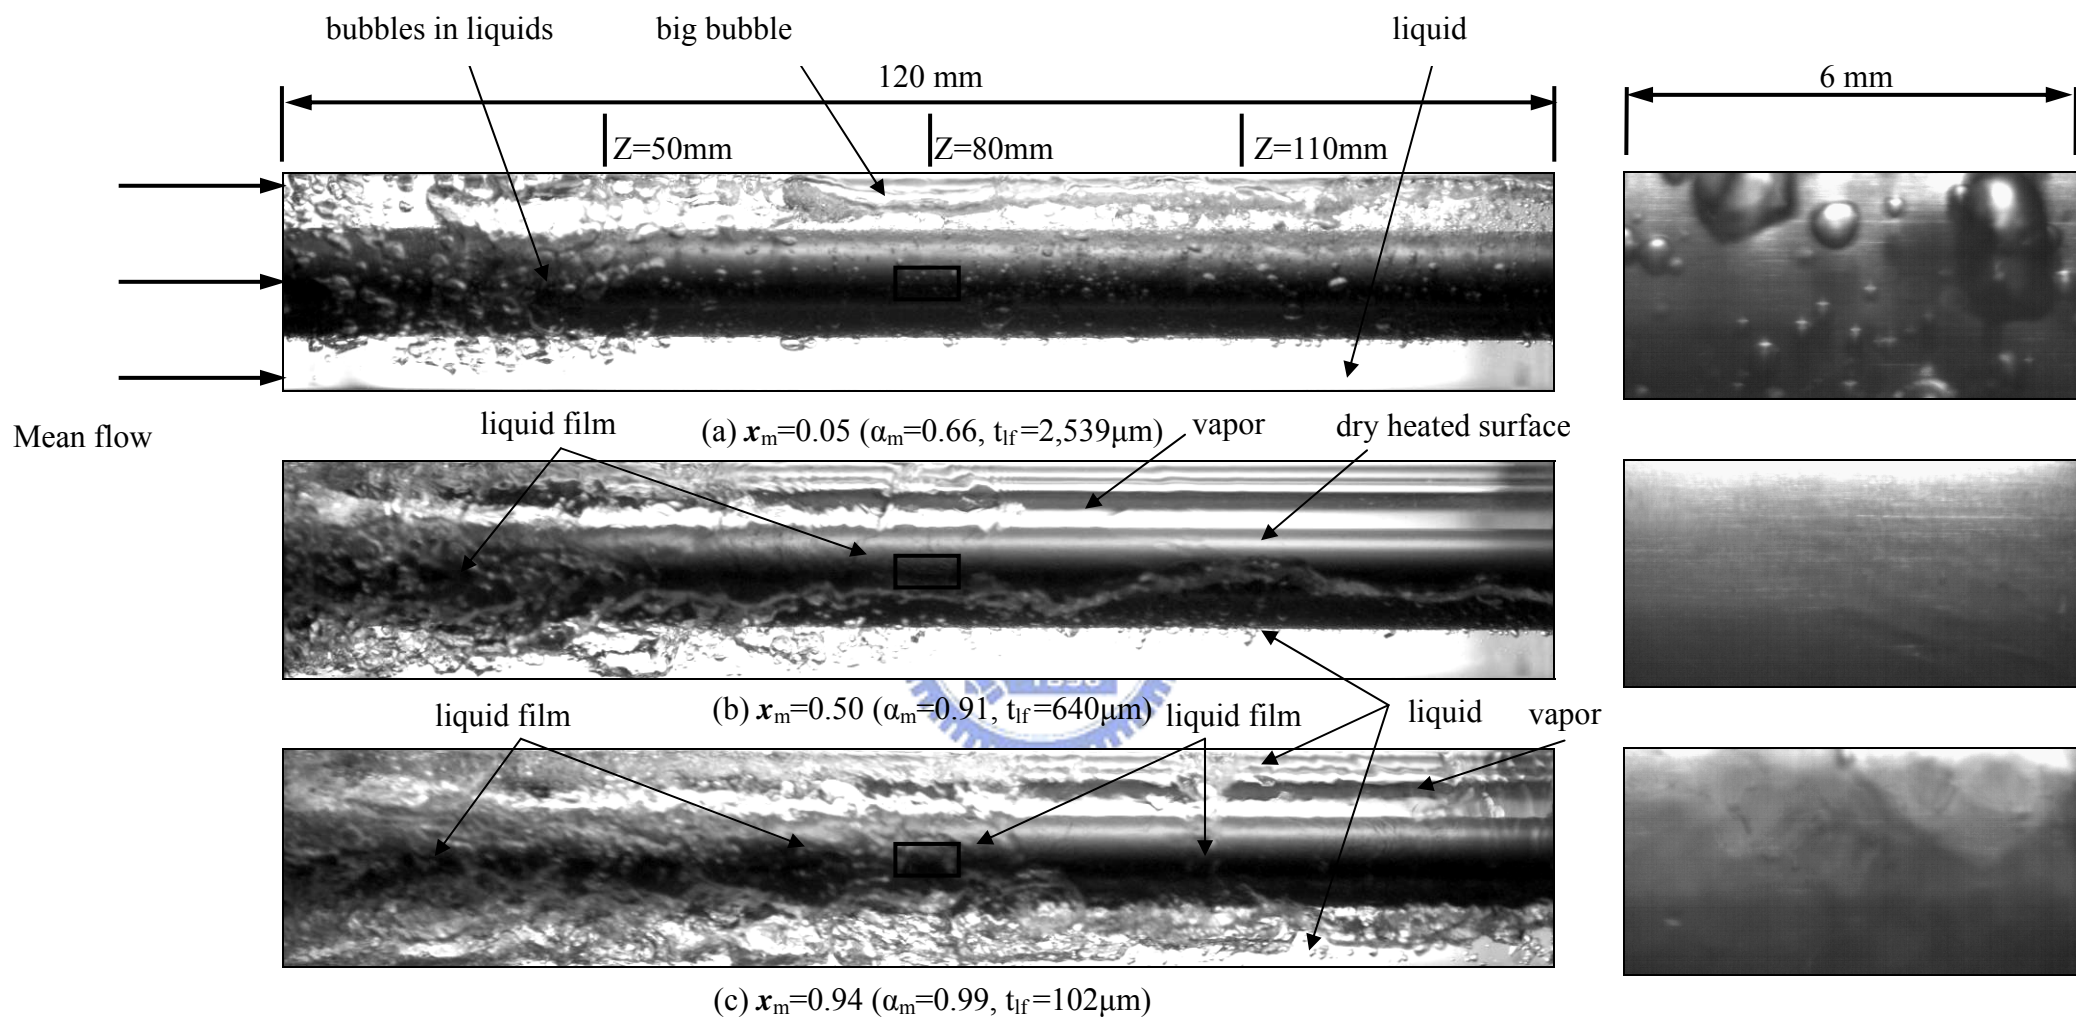 bubbles in liquids big bubble liquid
120 mm 6 mm
Z=50mm Z=80mm Z=110mm
Mean flow
liquid film (a) xm=0.05 (αm=0.66, tlf=2,539μm) vapor dry heated surface
1896
liquid film (b) xm=0.50 (αm=0.91, tlf=640μm) liquid film liquid vapor
(c) xm=0.94 (αm=0.99, tlf=102μm)